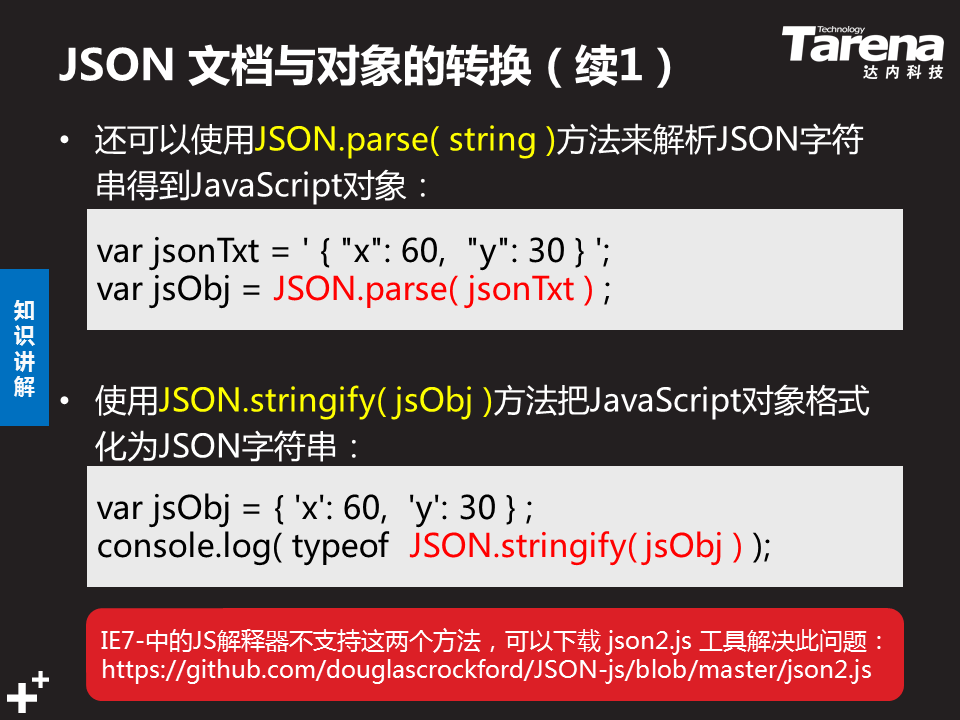 JSON 文档与对象的转换（续1）
Technology
Tarena
达内科技
• 还可以使用JSON.parse( string )方法来解析JSON字符
串得到JavaScript对象：
var jsonTxt = ' { "x": 60,  "y": 30 } ';
var jsObj = JSON.parse( jsonTxt ) ;
知
识
讲
解
• 使用JSON.stringify( jsObj )方法把JavaScript对象格式
化为JSON字符串：
var jsObj = { 'x': 60,  'y': 30 } ;
console.log( typeof  JSON.stringify( jsObj ) );
IE7-中的JS解释器不支持这两个方法，可以下载 json2.js 工具解决此问题：
https://github.com/douglascrockford/JSON-js/blob/master/json2.js